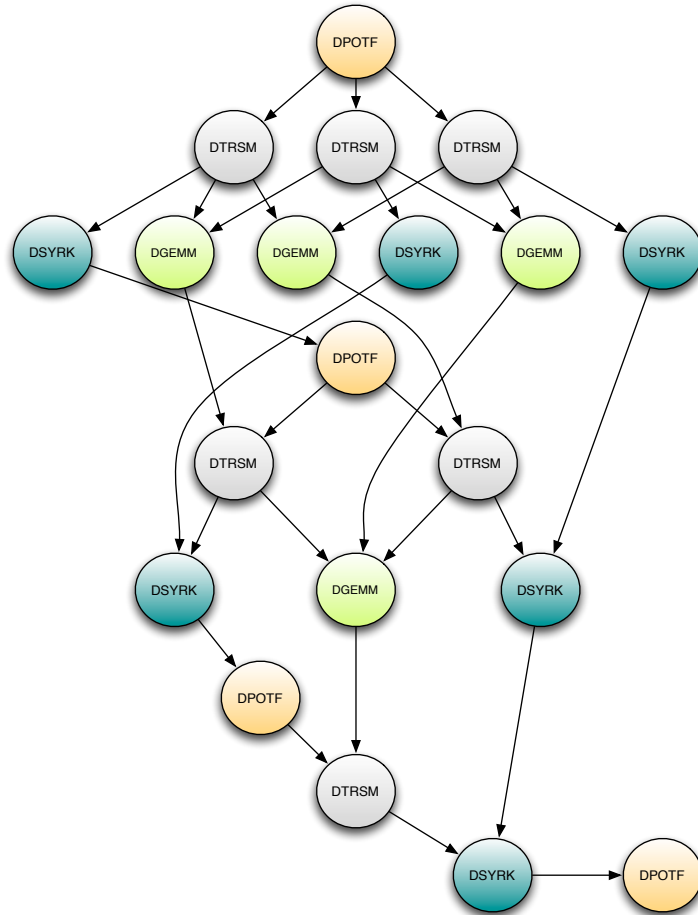 DPOTF
DTRSM DTRSM DTRSM
DSYRK DGEMM DGEMM DSYRK DGEMM DSYRK
DPOTF
DTRSM DTRSM
DSYRK DGEMM DSYRK
DPOTF
DTRSM
DSYRK DPOTF